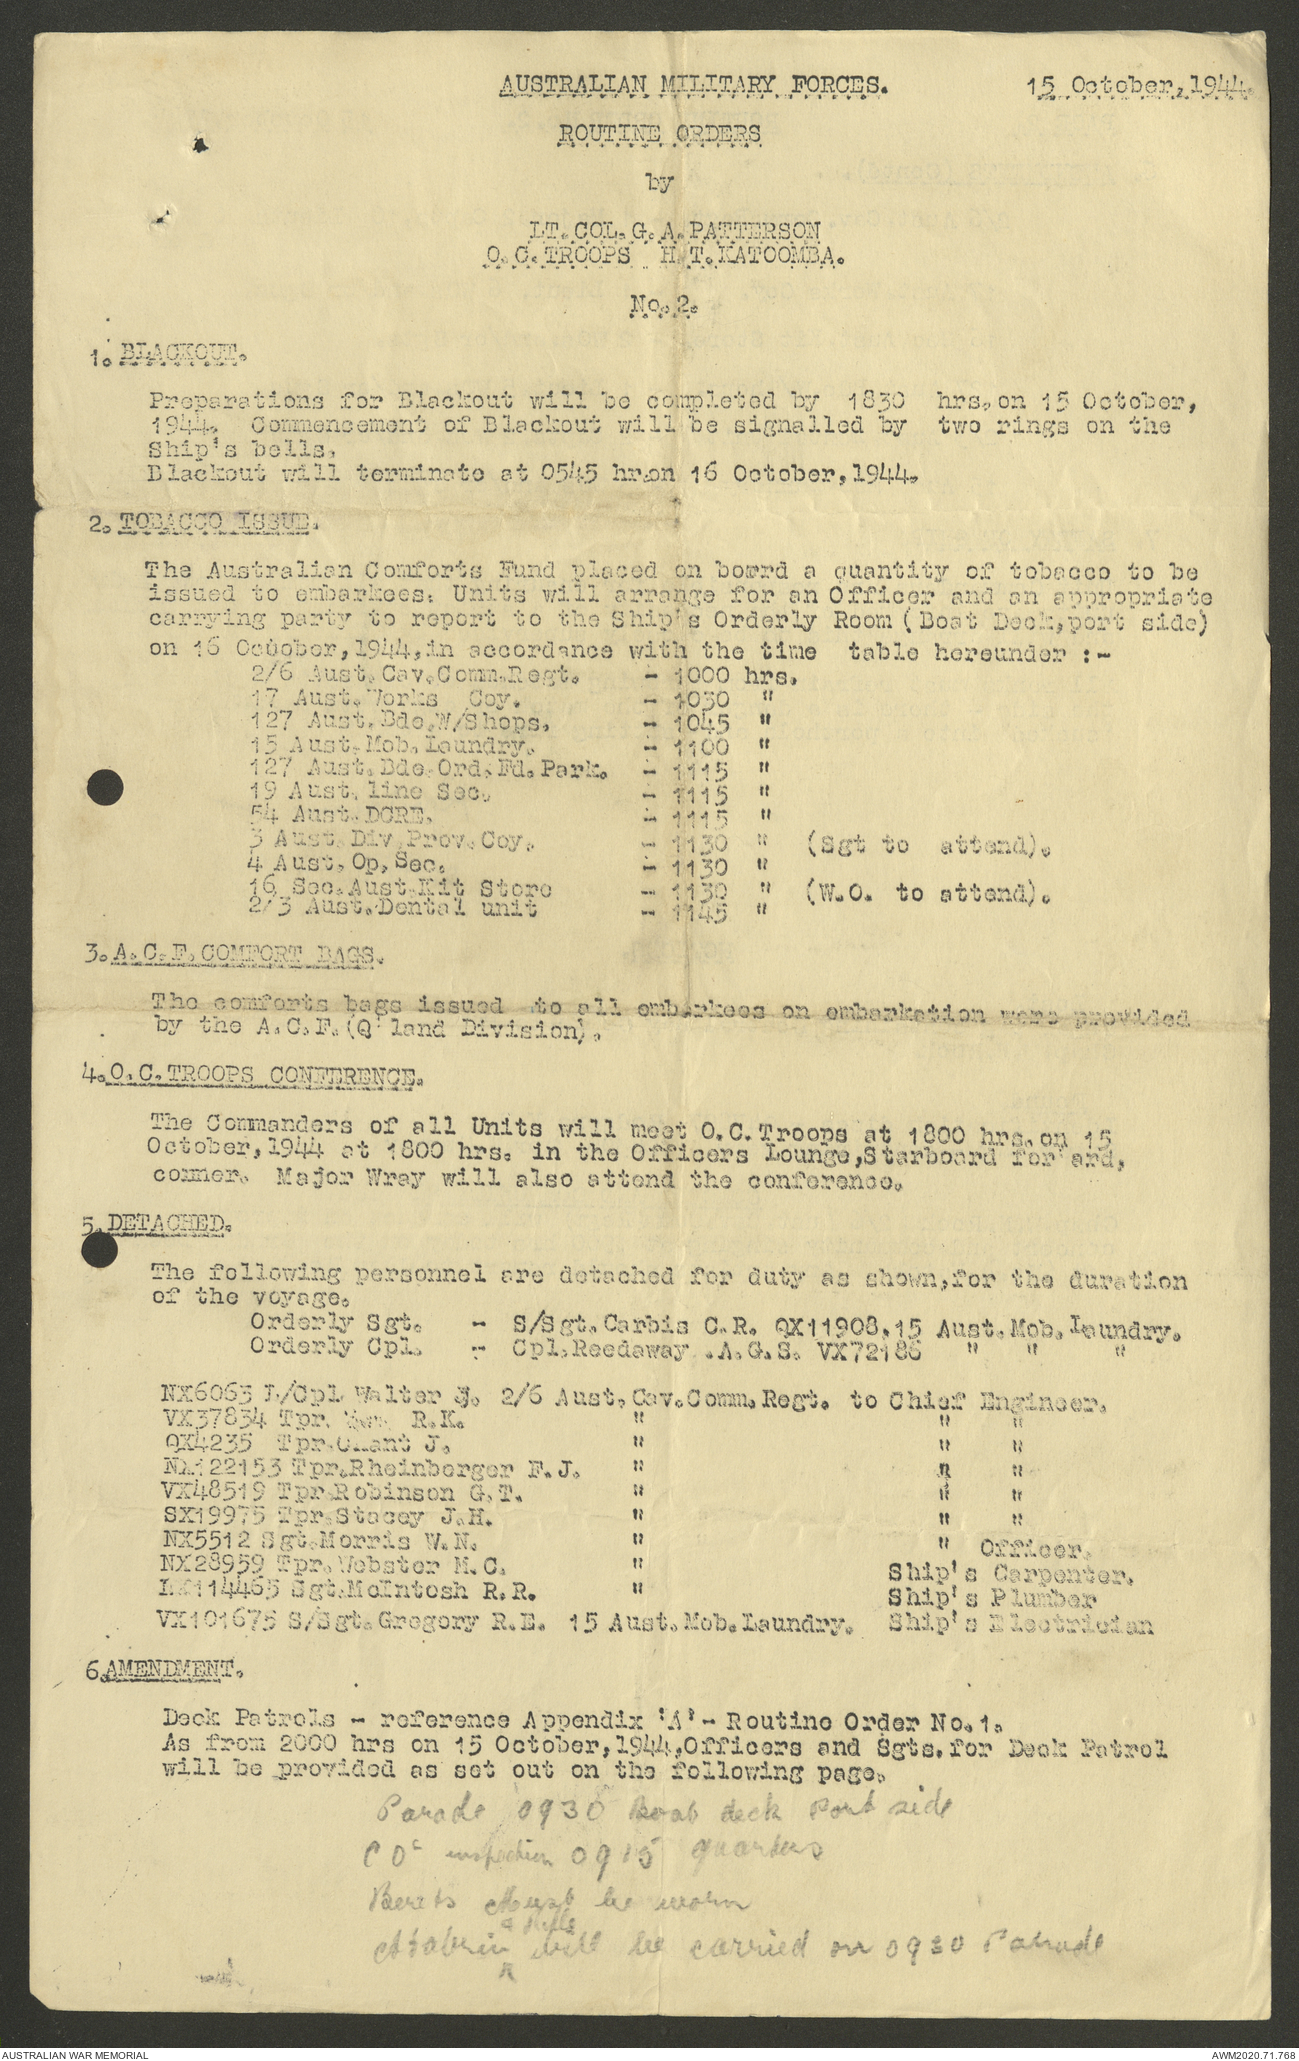 AUSTRALIAN MILITARY FORCES. 15 October, 1944.
ROUTINE ORDERS
by
LT. COL. G. A. PATTERSON
O. C. TROOPS H. T. KATOOMBA.
No. 2.
1. BLACKOUT.
Preparations for Blackout will be completed by 1830 hrs. on 15 October,
1944. Commencement of Blackout will be signalled by two rings on the
Ship's bells.
Blackout will terminate at 0545 hr.on 16 October, 1944.
2. TOBACCO ISSUE.
The Australian Comforts Fund placed on board a quantity of tobacco to be
issued to embarkees. Units will arrange for an Officer and an appropriate
carrying party to report to the Ship's Orderly Room (Boat Deck, port side)
on 16 October, 1944, in accordance with the time table hereunder :-
2/6 Aust. Cav. Comm. Regt. - 1000 hrs.
17 Aust. Works Coy. - 1030 "
127 Aust. Bde. W/Shops. - 1045 "
15 Aust. Mob. Laundry. - 1100 "
127 Aust. Bde. Ord. Fd. Park. - 1115 "
19 Aust. line Sec. - 1115 "
54 Aust. DCRE. - 1115 "
3 Aust. Div. Prov. Coy. - 1130 " (Sgt to attend).
4 Aust. Op. Sec. - 1130 "
16 Sec. Aust. Kit Store - 1130 " (W.O. to attend).
2/3 Aust. Dental unit - 1145 "
3. A. C. F. COMFORT BAGS.
The comforts bags issued to all embarkees on embarkation were provided
by the A. C. F. (Q'land Division).
4. O. C. TROOPS CONFERENCE.
The Commanders of all Units will meet O. C. Troops at 1800 hrs. on 15
October, 1944 at 1800 hrs. in the Officers Lounge, Starboard for'ard,
corner. Major Wray will also attend the conference.
5. DETACHED.
The following personnel are detached for duty as shown, for the duration
of the voyage.
Orderly Sgt. - S/Sgt. Carbis C. R. QX11908, 15 Aust. Mob. Laundry.
Orderly Cpl. - Cpl. Reedaway .A. G. S. VX72186 " " "
NX6063 L/Cpl Walter J. 2/6 Aust. Cav. Comm. Regt. to Chief Engineer.
VX37834 Tpr. R. K. " " "
QX4235 Tpr. Chant J. " " "
NX122153 Tpr. Rheinberger F. J. " " "
VX48519 Tpr Robinson G. T. " " "
SX19975 Tpr. Stacey J. H. " " "
NX5512 Sgt. Morris W. N. " " Officer.
NX28959 Tpr. Webster M. C. " Ship's Carpenter.
114465 Sgt. McIntosh R. R. " Ship's Plumber
VX101675 S/Sgt. Gregory R. E. 15 Aust. Mob. Laundry. Ship's Electrician
6. AMENDMENT.
Deck Patrols - reference Appendix 'A' - Routine Order No. 1.
As from 2000 hrs on 15 October, 1944, Officers and Sgts. for Deck Patrol
will be provided as set out on the following page.
Parade 0930 Boat deck Port side
COs inspection 0915 quarters
Berets Must be worn
& Rifle
Atabrin will be carried on 0930 Parade
AUSTRALIAN WAR MEMORIAL AWM2020.71.768